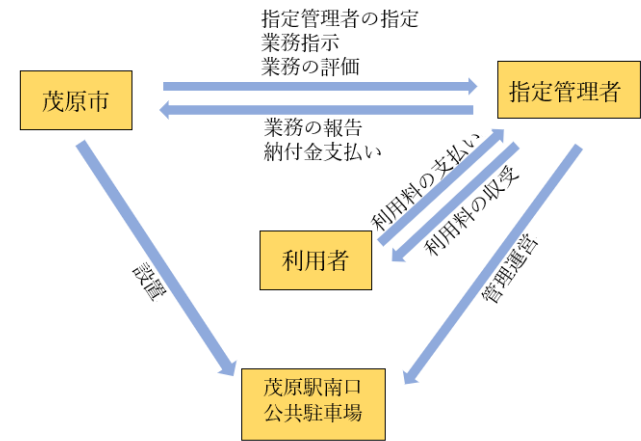 指定管理者の指定
業務指示
業務の評価
茂原市
指定管理者
業務の報告
納付金支払い
利用料の支払い
利用料の収受
利用者
設置
管理運営
茂原駅南口
公共駐車場